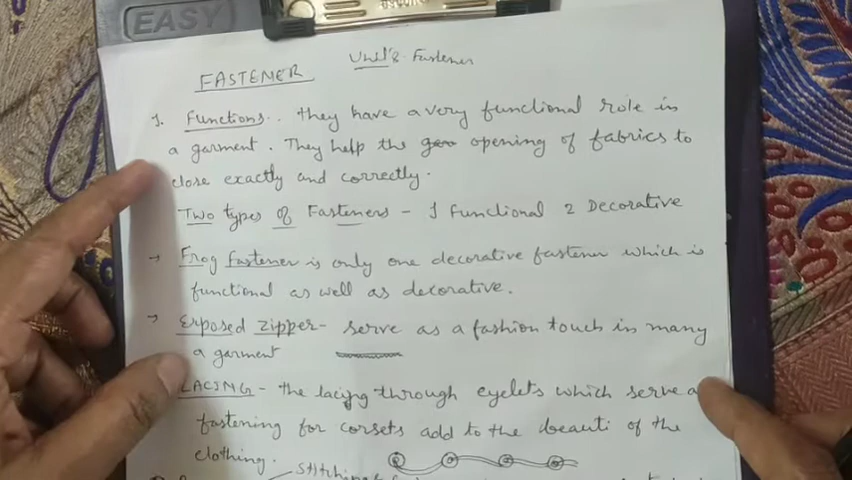 EASY
Unit 8 - Fastener
FASTENER
1. Functions. They have a very functional role in
a garment. They help the opening of fabrics to
close exactly and correctly.
Two types of Fasteners - 1 Functional 2 Decorative
→ Frog fastener is only one decorative fastener which is
functional as well as decorative.
→ Exposed zipper - serve as a fashion touch in many
a garment
LACING - the lacing through eyelets which serve a
fastening for corsets add to the beauti of the
clothing.